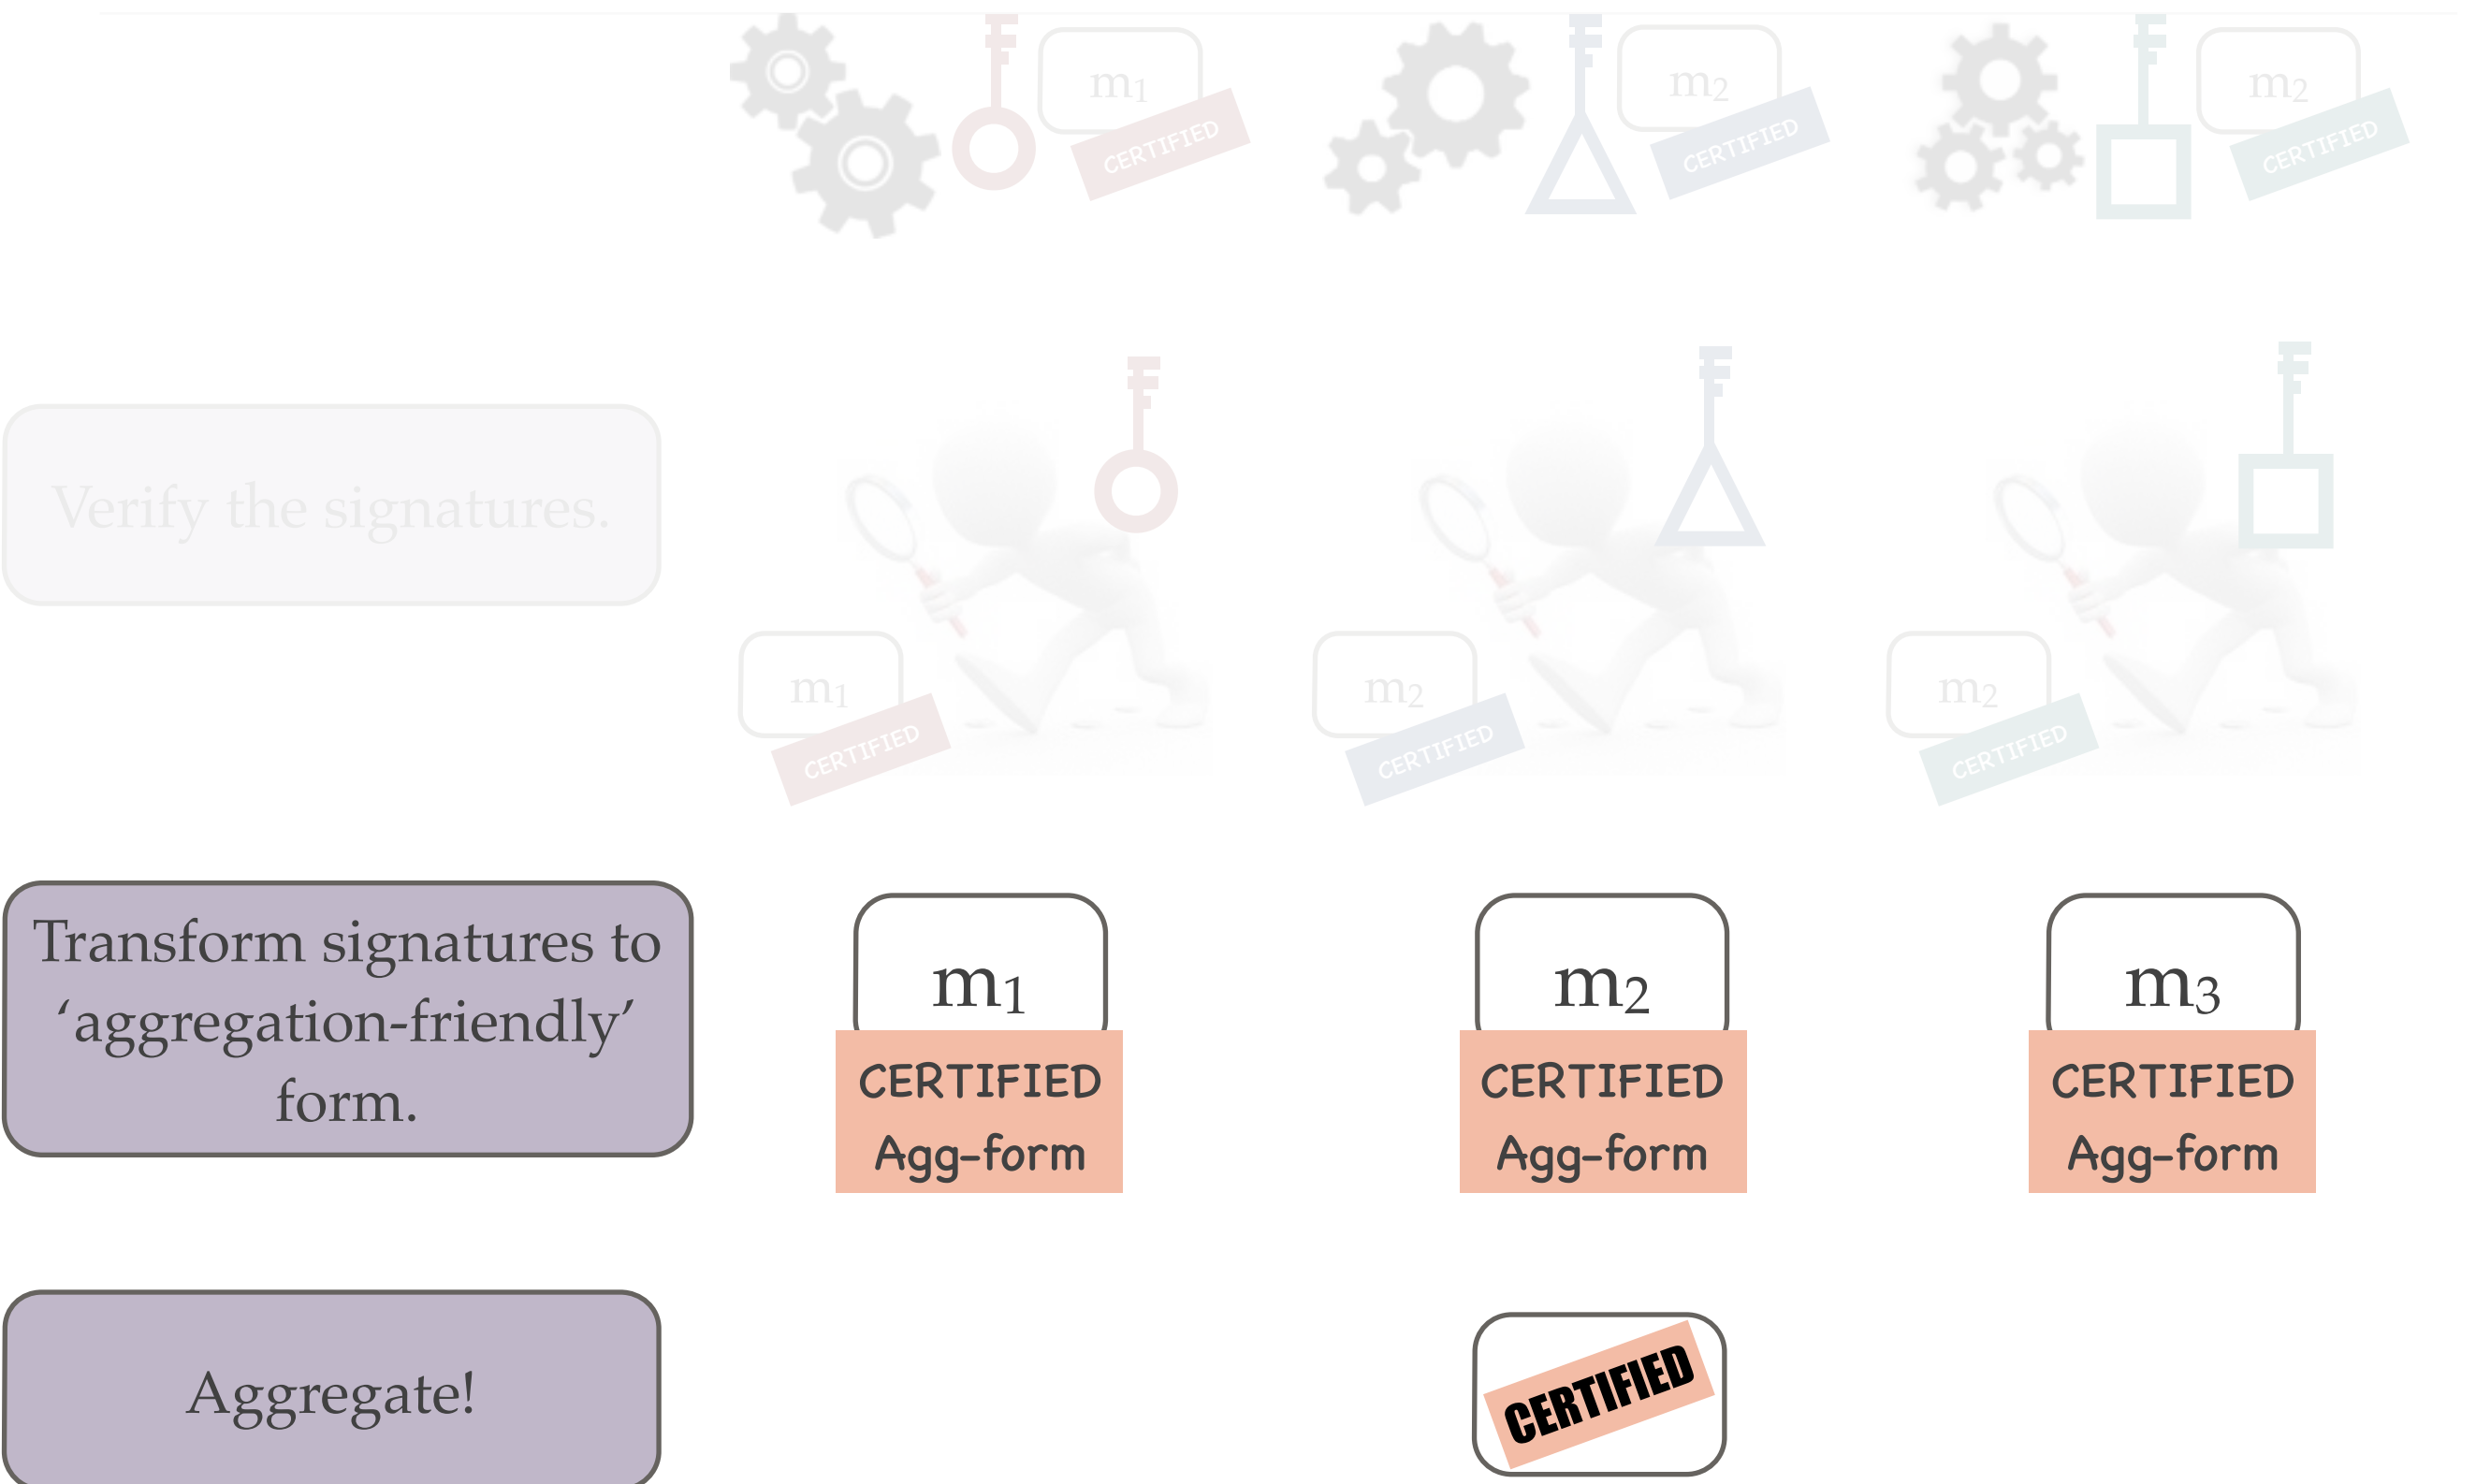 m1
CERTIFIED
m2
CERTIFIED
m2
CERTIFIED
Verify the signatures.
m1
CERTIFIED
m2
CERTIFIED
m2
CERTIFIED
Transform signatures to
‘aggregation-friendly’
form.
m1
CERTIFIED
Agg-form
m2
CERTIFIED
Agg-form
m3
CERTIFIED
Agg-form
Aggregate!
CERTIFIED